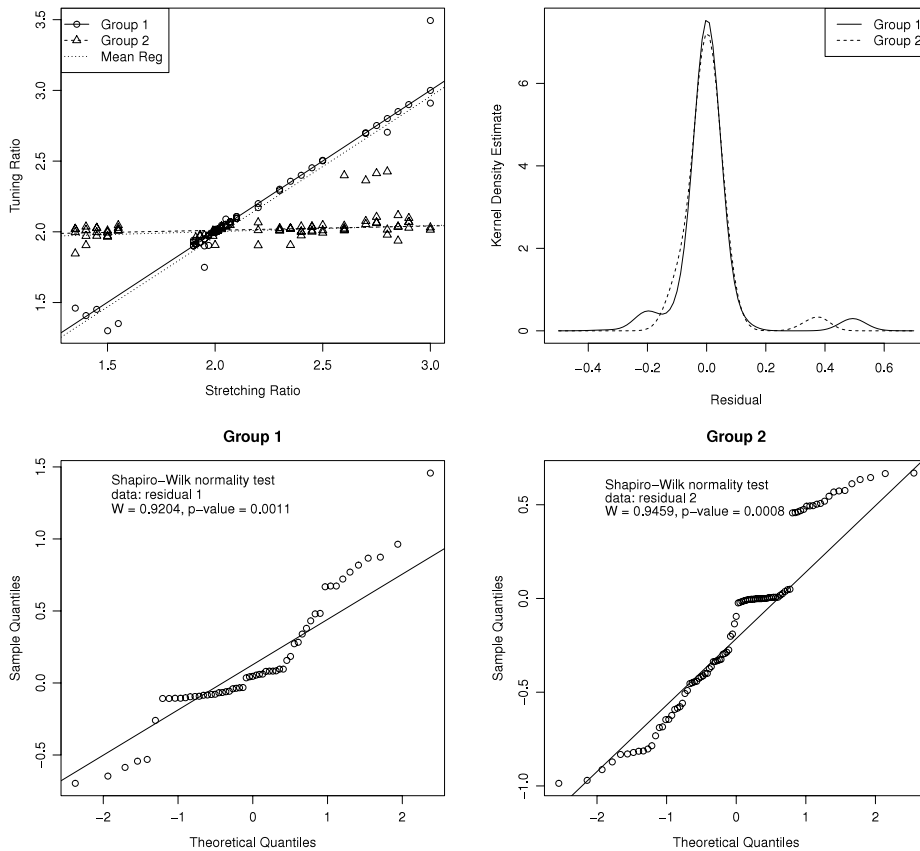 Group 1
Group 2
Mean Reg
3.5
3.0
2.5
2.0
1.5
Tuning Ratio
1.5
2.0
2.5
3.0
Stretching Ratio
Group 1
Group 2
6
4
2
0
Kernel Density Estimate
−0.4
−0.2
0.0
0.2
0.4
0.6
Residual
Group 1
Shapiro−Wilk normality test
data: residual 1
W = 0.9204, p−value = 0.0011
1.5
1.0
0.5
0.0
−0.5
Sample Quantiles
−2
−1
0
1
2
Theoretical Quantiles
Group 2
Shapiro−Wilk normality test
data: residual 2
W = 0.9459, p−value = 0.0008
0.5
0.0
−0.5
−1.0
Sample Quantiles
−2
−1
0
1
2
Theoretical Quantiles